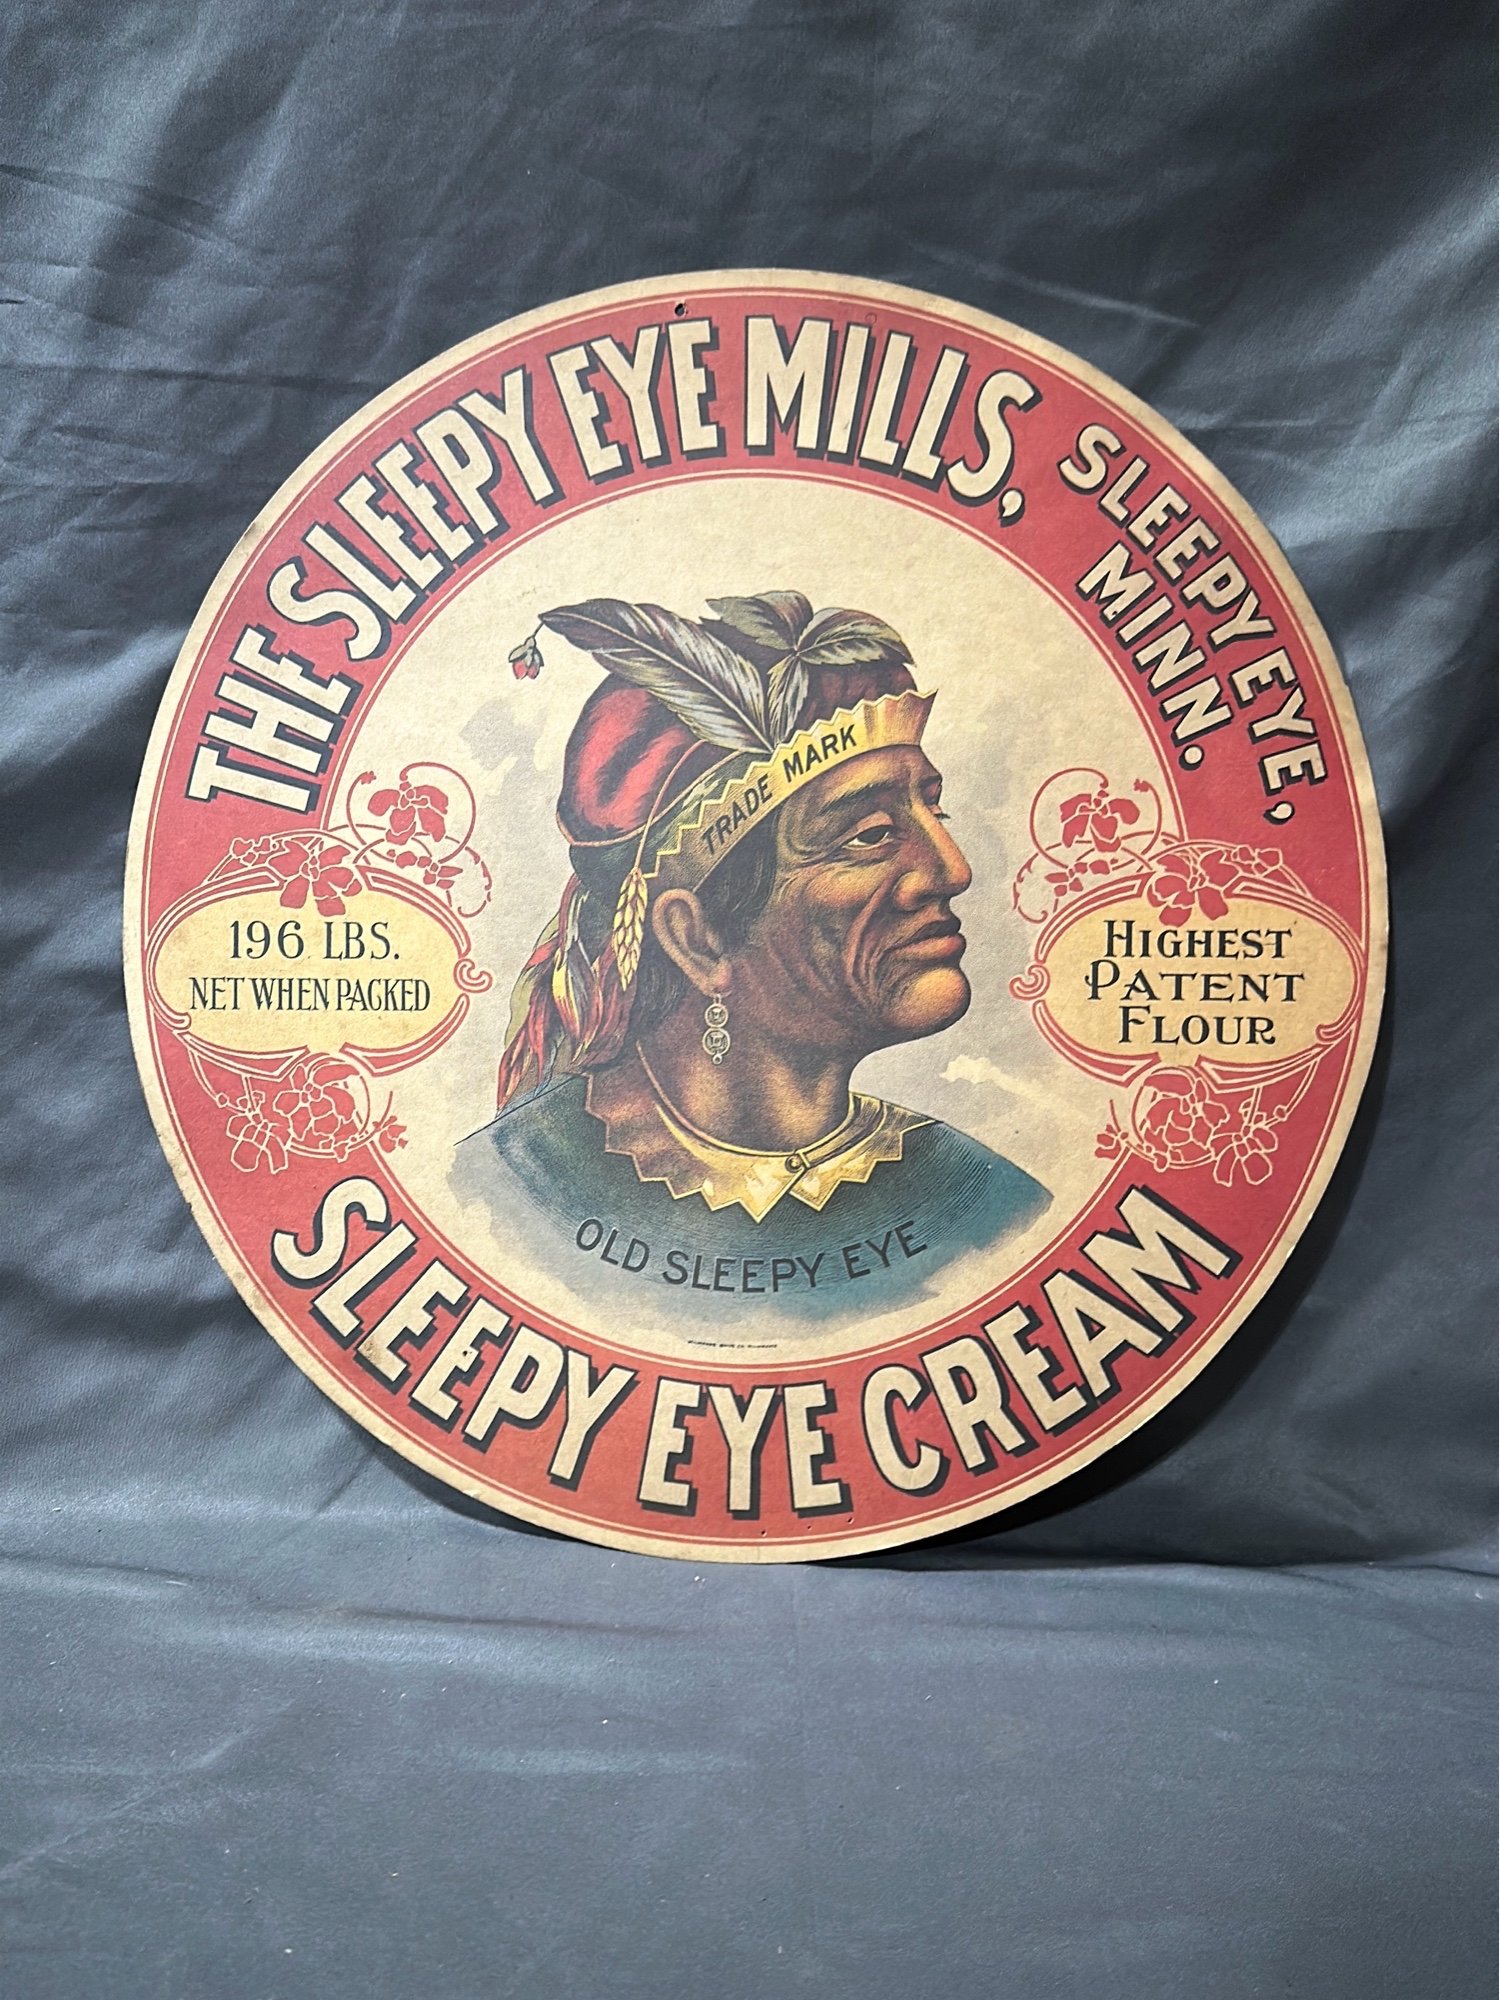 THE SLEEPY EYE MILLS,
SLEEPY EYE,
MINN.
TRADE MARK
196 LBS.
NET WHEN PACKED
HIGHEST
PATENT
FLOUR
OLD SLEEPY EYE
SLEEPY EYE CREAM